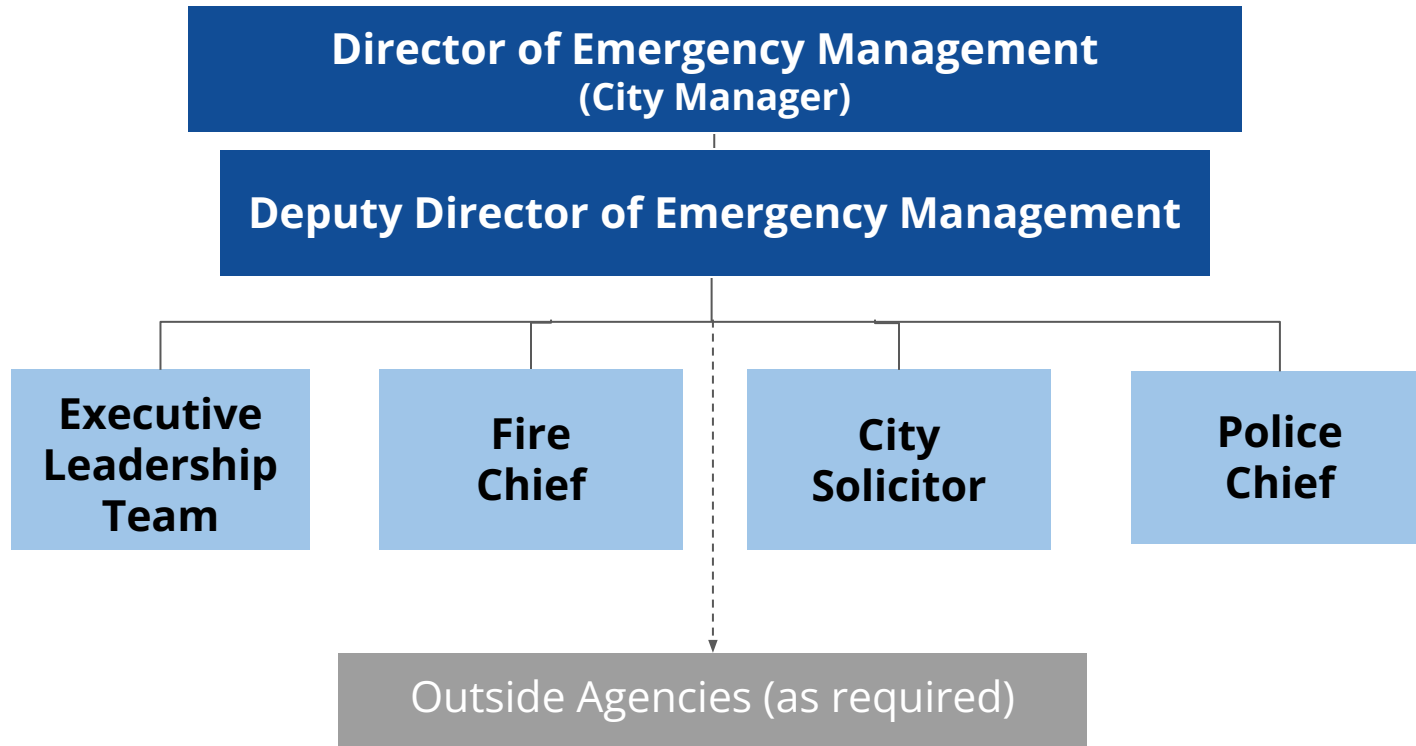 Director of Emergency Management
(City Manager)
Deputy Director of Emergency Management
Executive
Leadership
Team
Fire
Chief
City
Solicitor
Police
Chief
Outside Agencies (as required)